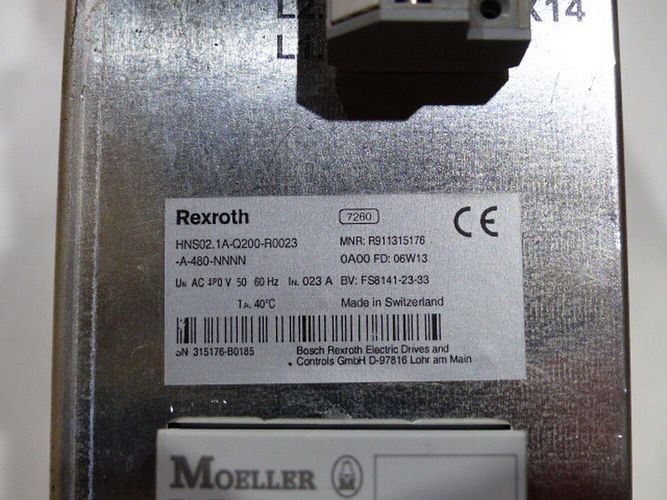 L2
X14
L1
Rexroth
7260
CE
HNS02.1A-Q200-R0023
MNR: R911315176
-A-480-NNNN
0A00 FD: 06W13
UN AC 480 V 50 60 Hz IN. 023 A BV: FS8141-23-33
TA. 40°C Made in Switzerland
SN 315176-B0185
Bosch Rexroth Electric Drives and
Controls GmbH D-97816 Lohr am Main
MOELLER